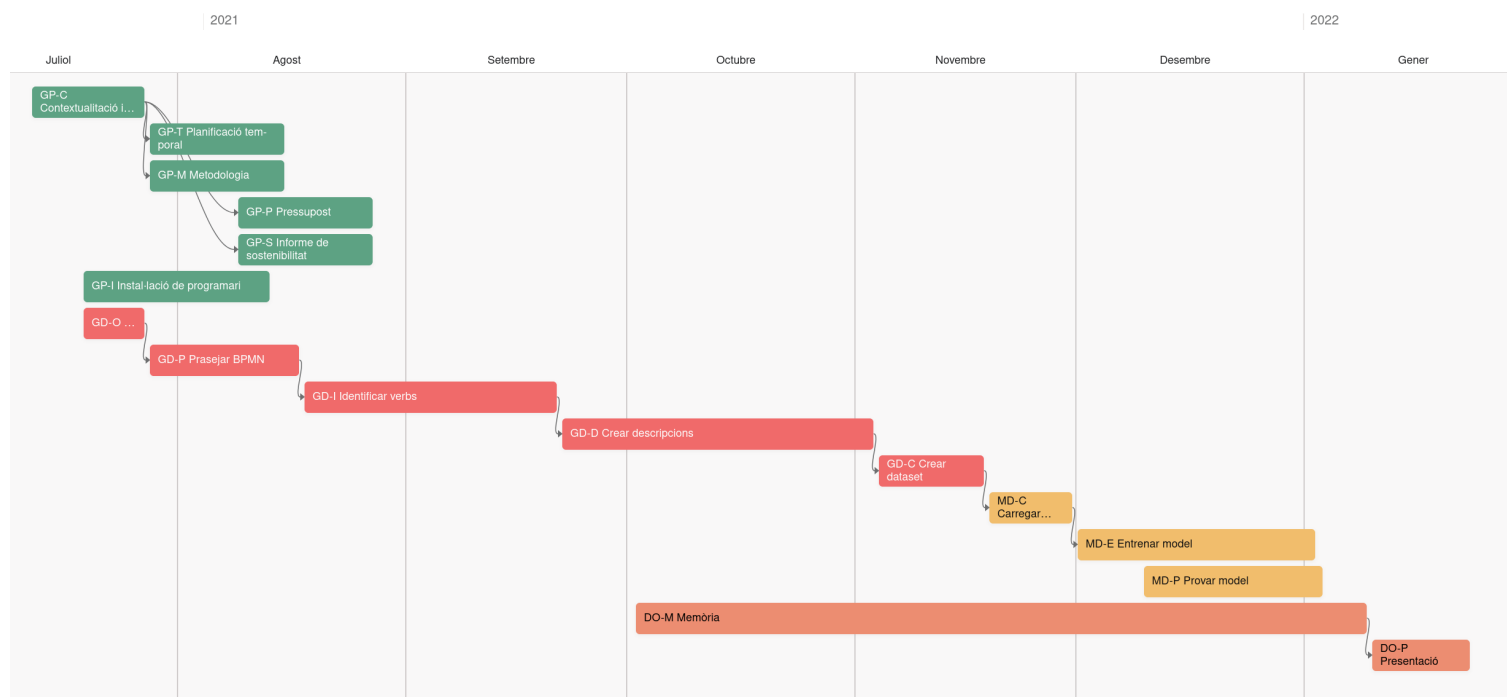 2021
2022
Juliol
Agost
Setembre
Octubre
Novembre
Desembre
Gener
GP-C
Contextualitació i...
GP-T Planificació tem-
poral
GP-M Metodologia
GP-P Pressupost
GP-S Informe de
sostenibilitat
GP-I Instal·lació de programari
GD-O ...
GD-P Prasejar BPMN
GD-I Identificar verbs
GD-D Crear descripcions
GD-C Crear
dataset
MD-C
Carregar...
MD-E Entrenar model
MD-P Provar model
DO-M Memòria
DO-P
Presentació